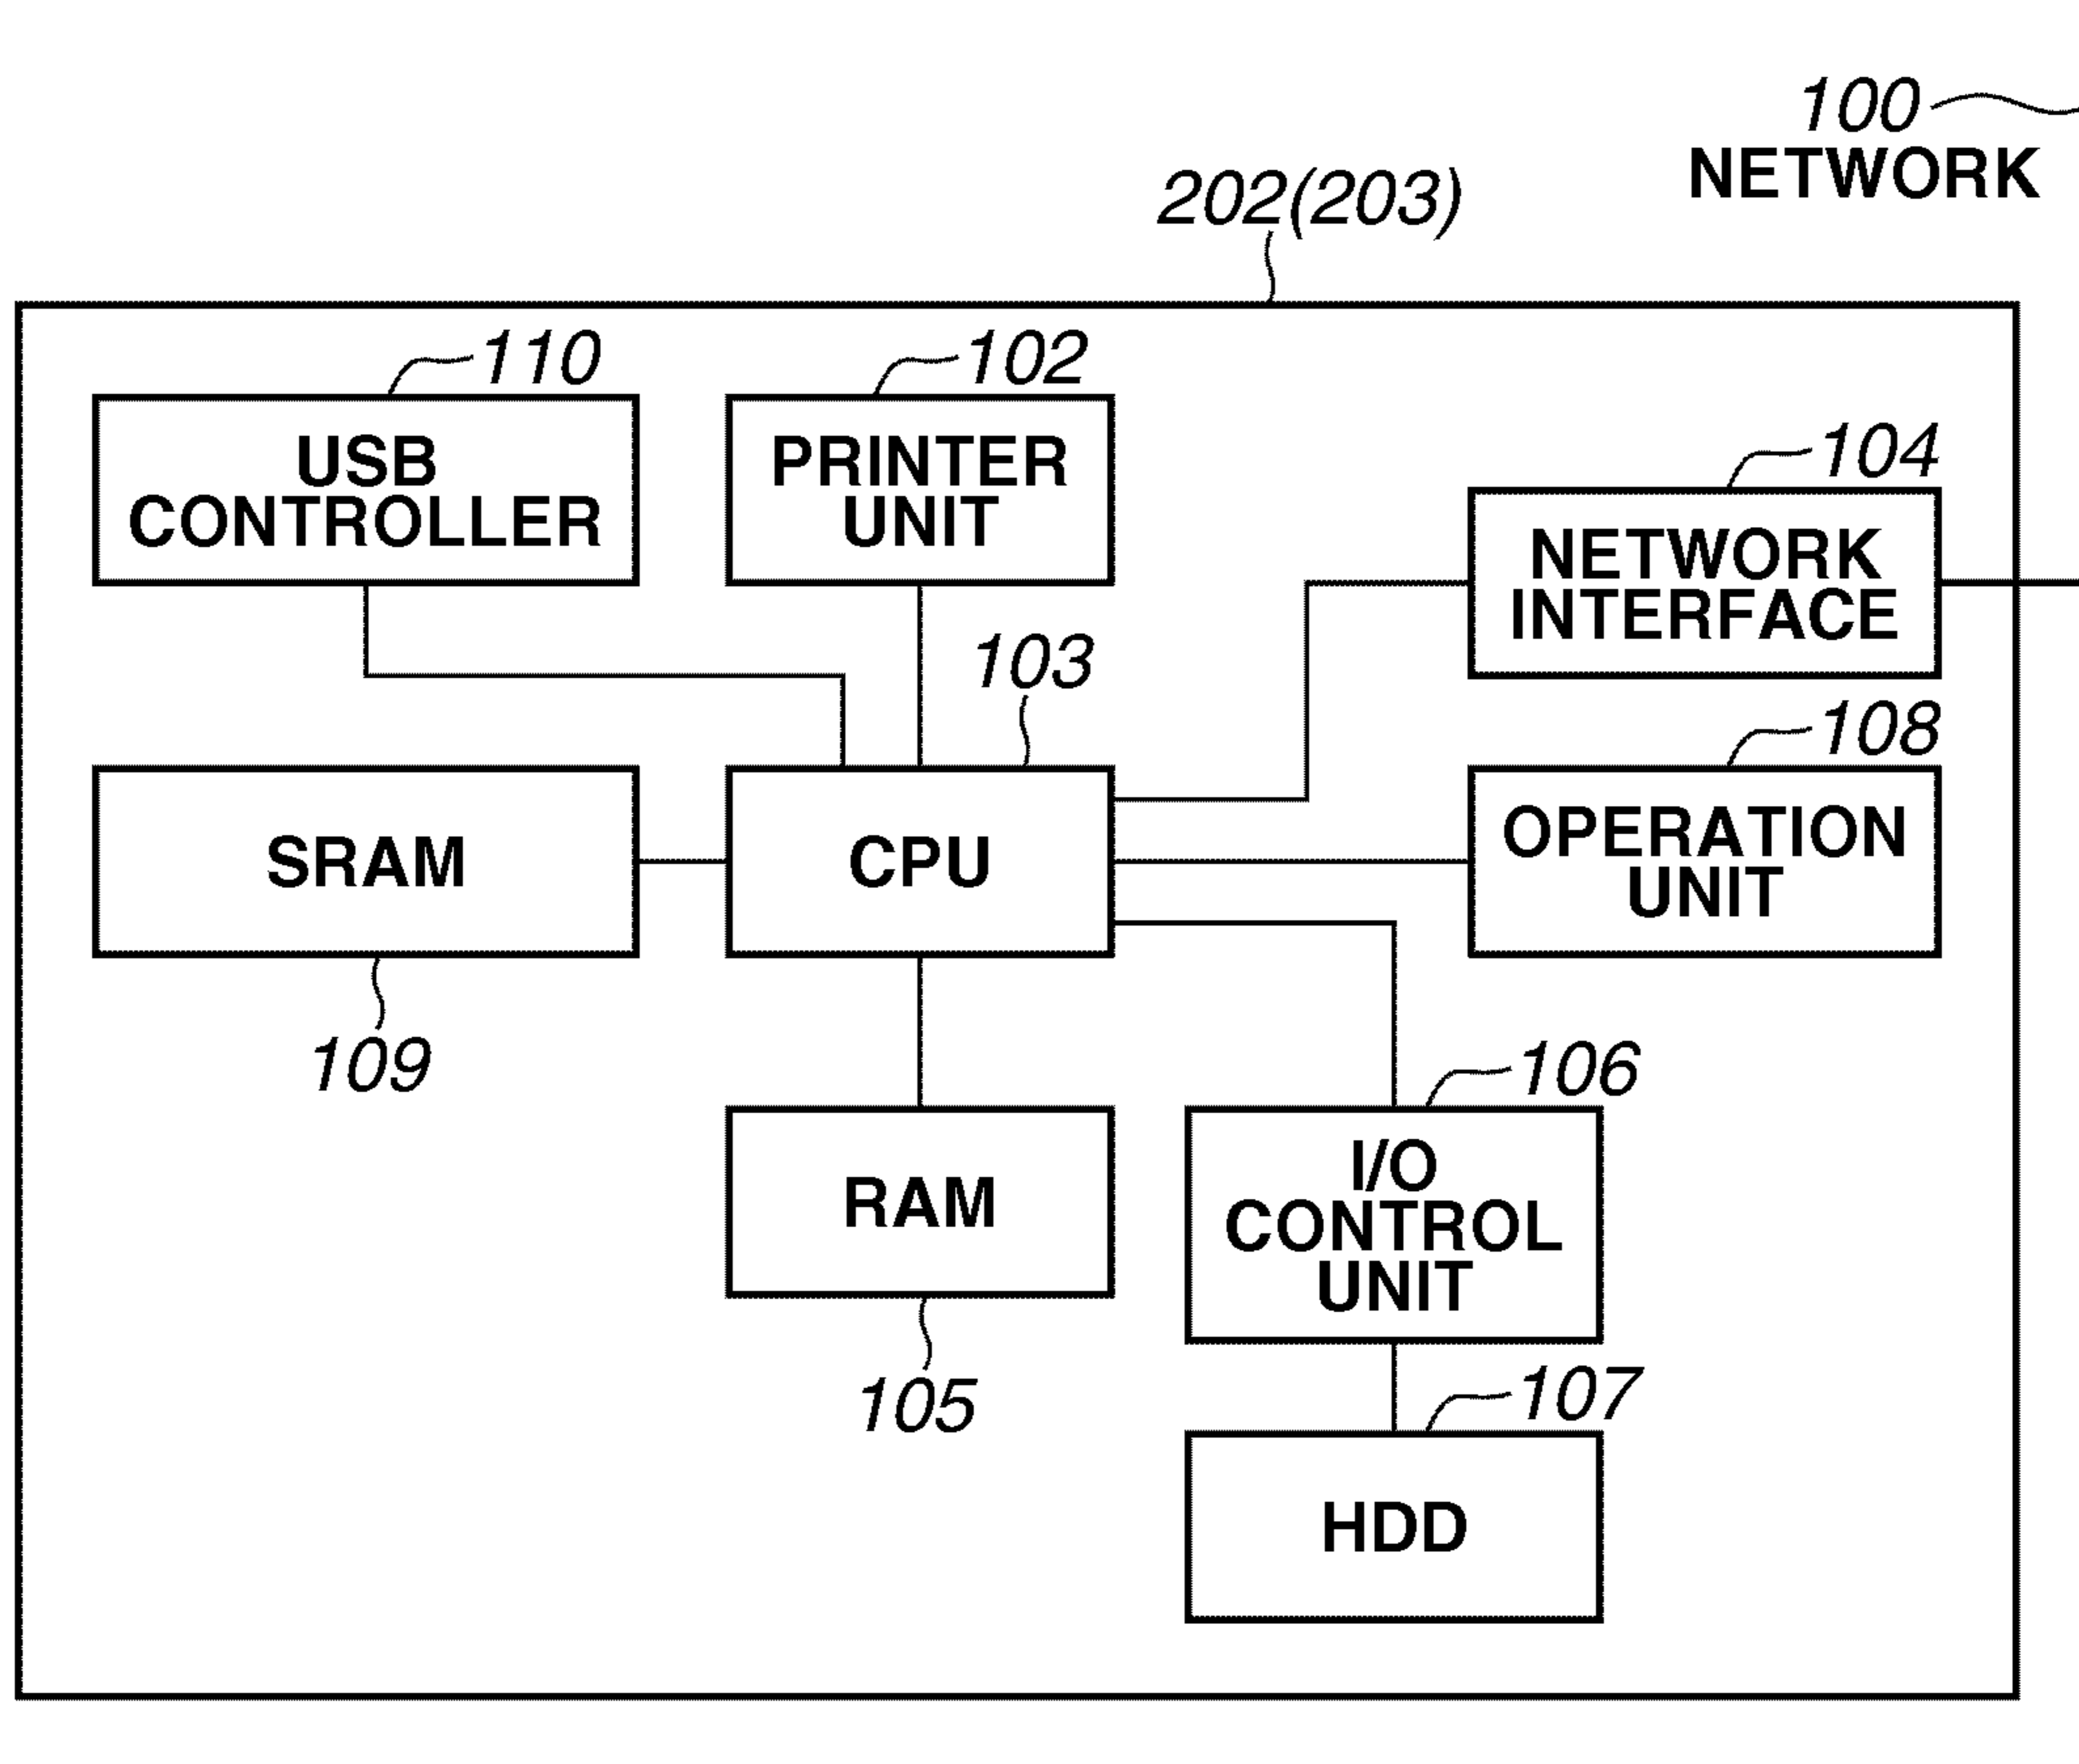 100
NETWORK
202(203)
110
102
USB
CONTROLLER
PRINTER
UNIT
104
NETWORK
INTERFACE
103
108
SRAM
CPU
OPERATION
UNIT
109
106
RAM
I/O
CONTROL
UNIT
105
107
HDD